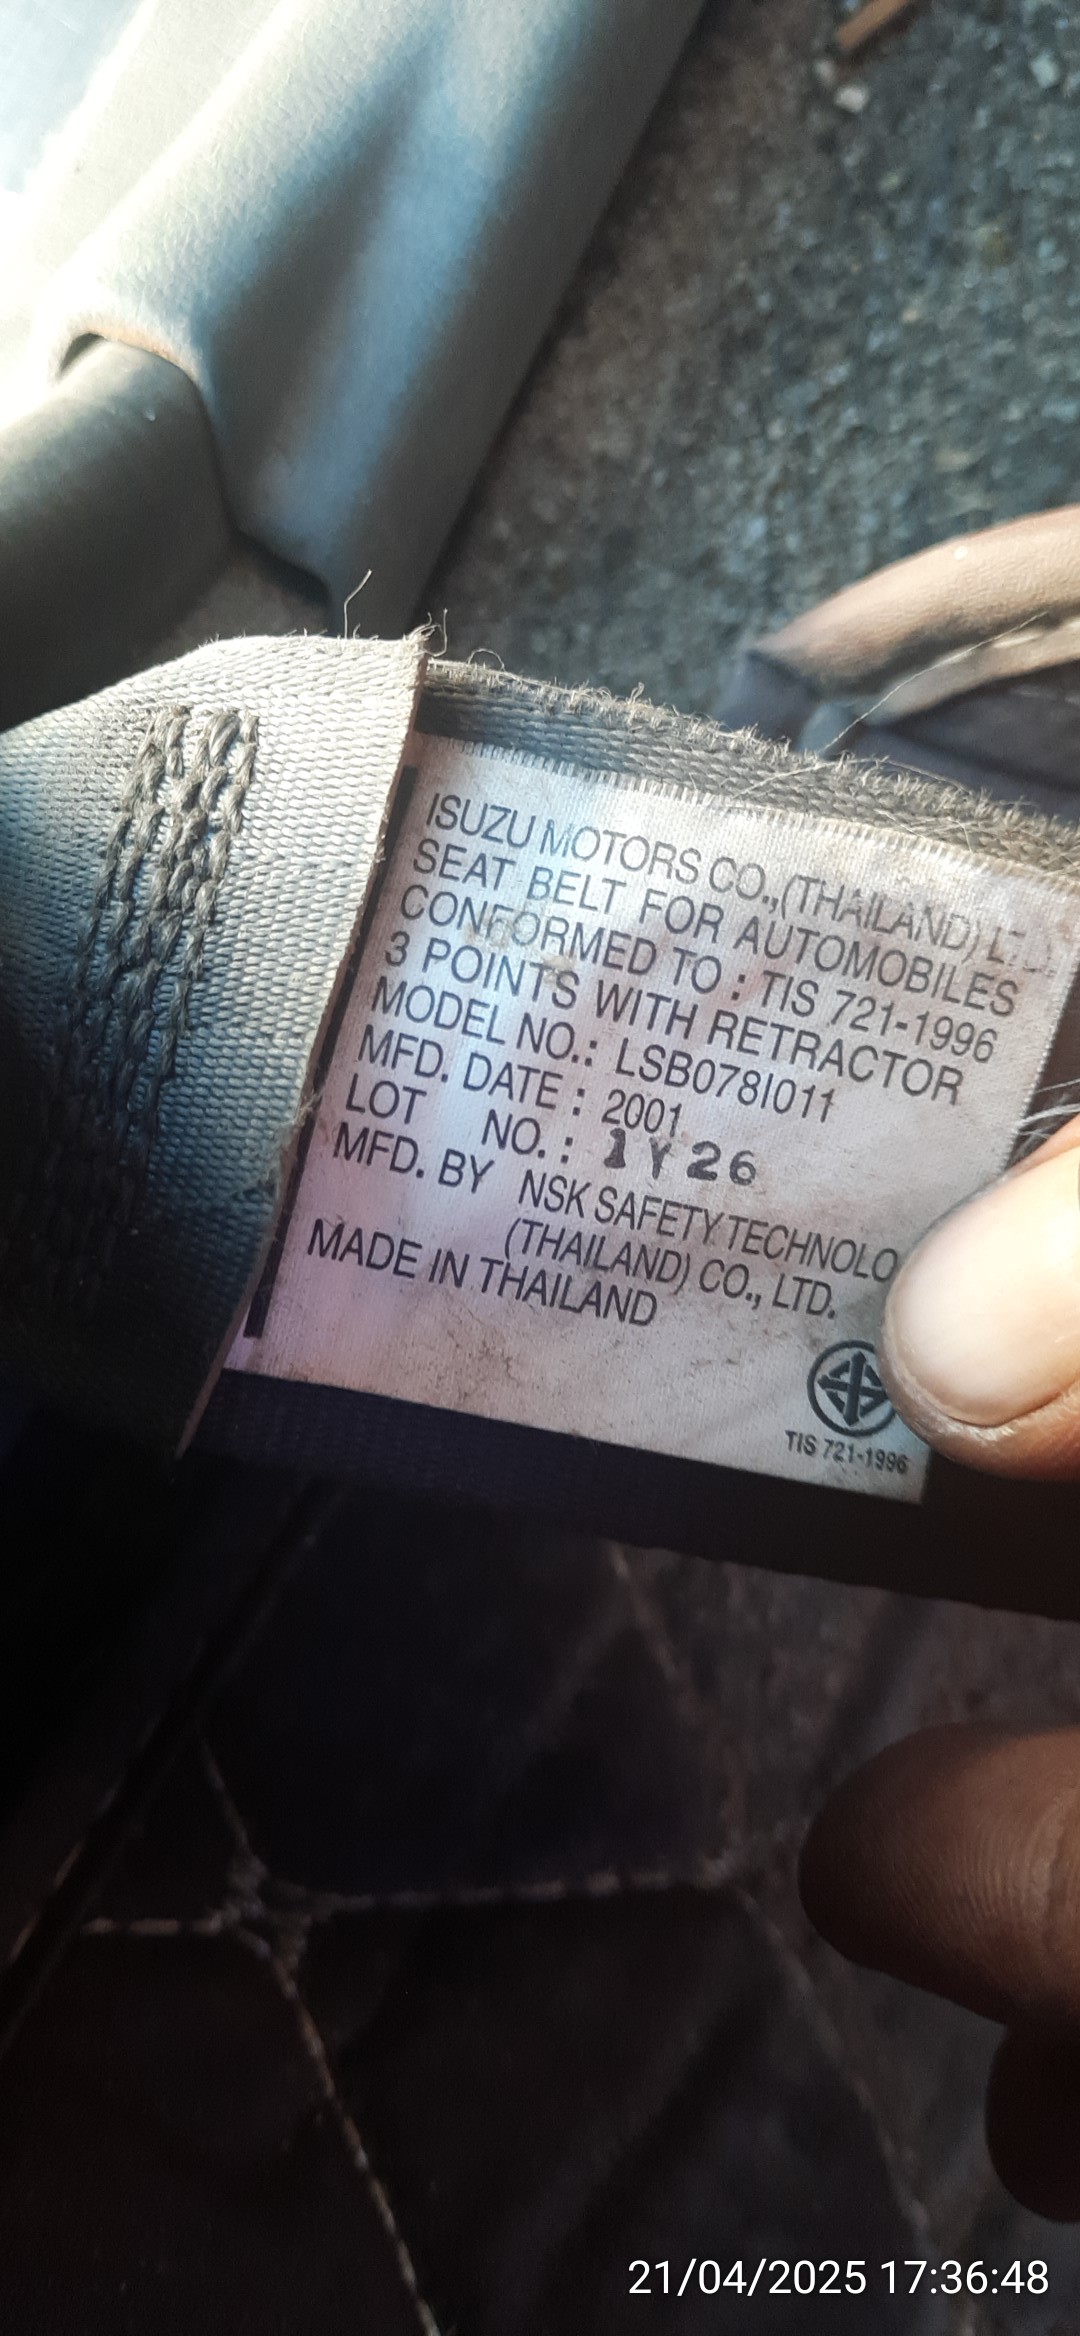 ISUZU MOTORS CO.,(THAILAND) LTD.
SEAT BELT FOR AUTOMOBILES
CONFORMED TO : TIS 721-1996
3 POINTS WITH RETRACTOR
MODEL NO.: LSB078I011
MFD. DATE : 2001
LOT NO. : 1 Y 26
MFD. BY NSK SAFETY TECHNOLO
(THAILAND) CO., LTD.
MADE IN THAILAND
TIS 721-1996
21/04/2025 17:36:48